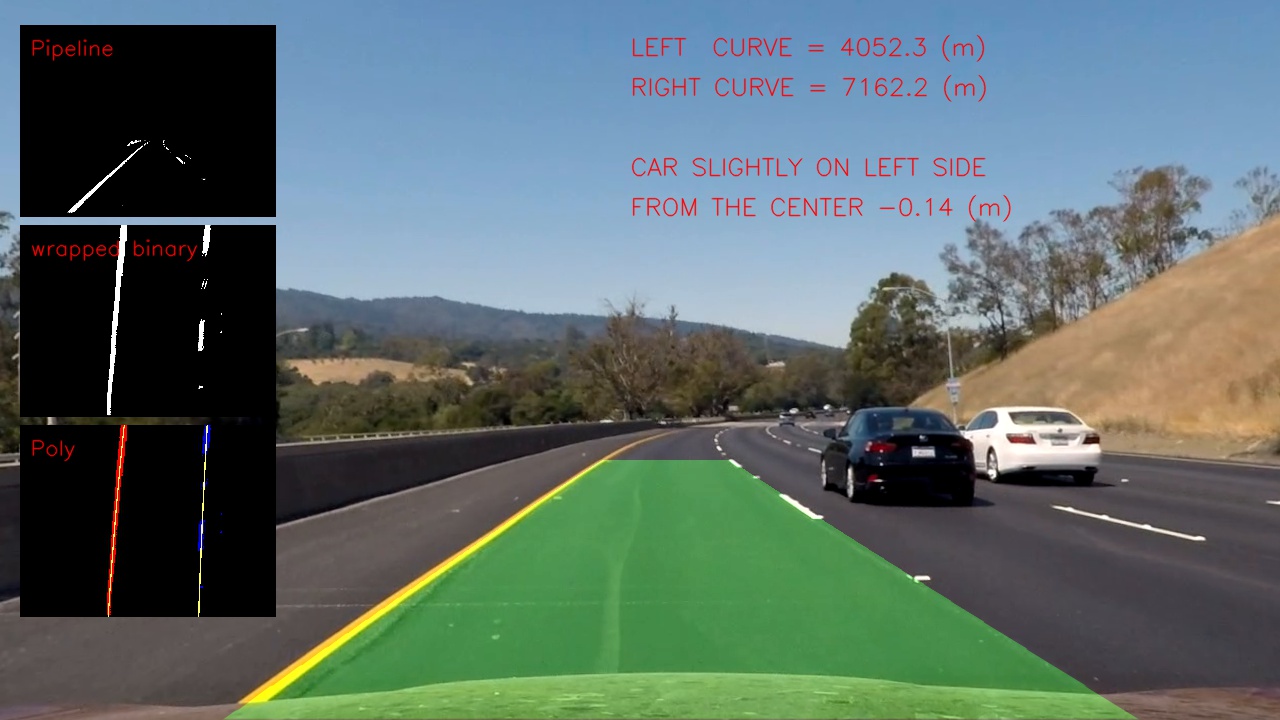 Pipeline
LEFT CURVE = 4052.3 (m)
RIGHT CURVE = 7162.2 (m)
CAR SLIGHTLY ON LEFT SIDE
FROM THE CENTER -0.14 (m)
wrapped binary
Poly